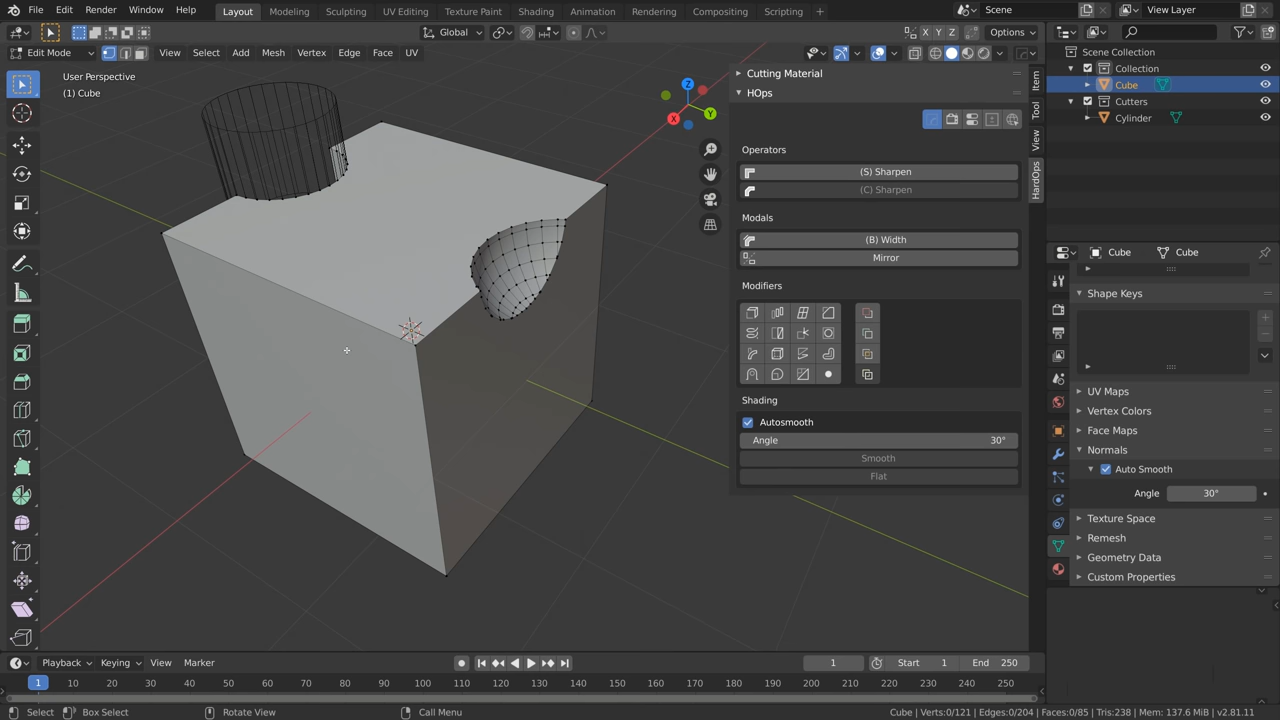 File Edit Render Window Help Layout Modeling Sculpting UV Editing Texture Paint Shading Animation Rendering Compositing Scripting + Scene View Layer
Global X Y Z Options
Edit Mode View Select Add Mesh Vertex Edge Face UV
User Perspective
(1) Cube
Z
Y
X
Cutting Material
HOps
Operators
(S) Sharpen
(C) Sharpen
Modals
(B) Width
Mirror
Modifiers
Shading
Autosmooth
Angle 30°
Smooth
Flat
Item
Tool
View
HardOps
Scene Collection
Collection
Cube
Cutters
Cylinder
Cube Cube
Shape Keys
UV Maps
Vertex Colors
Face Maps
Normals
Auto Smooth
Angle 30°
Texture Space
Remesh
Geometry Data
Custom Properties
Playback Keying View Marker 1 Start 1 End 250
1 10 20 30 40 50 60 70 80 90 100 110 120 130 140 150 160 170 180 190 200 210 220 230 240 250
Select Box Select Rotate View Call Menu Cube | Verts:0/121 | Edges:0/204 | Faces:0/85 | Tris:238 | Mem: 137.6 MiB | v2.81.11